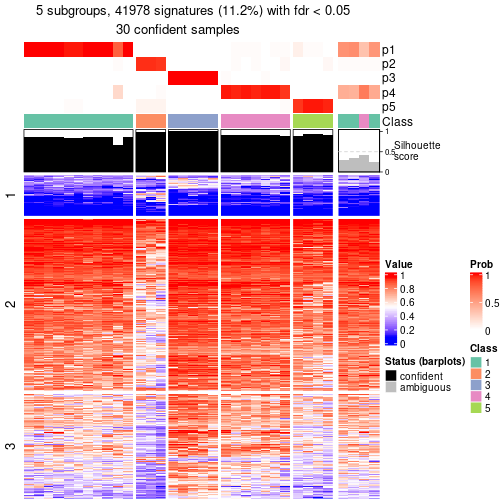 5 subgroups, 41978 signatures (11.2%) with fdr < 0.05
30 confident samples
p1
p2
p3
p4
p5
Class
1
0.5
0
Silhouette
score
1
2
3
Value
1
0.8
0.6
0.4
0.2
0
Prob
1
0.5
0
Status (barplots)
confident
ambiguous
Class
1
2
3
4
5